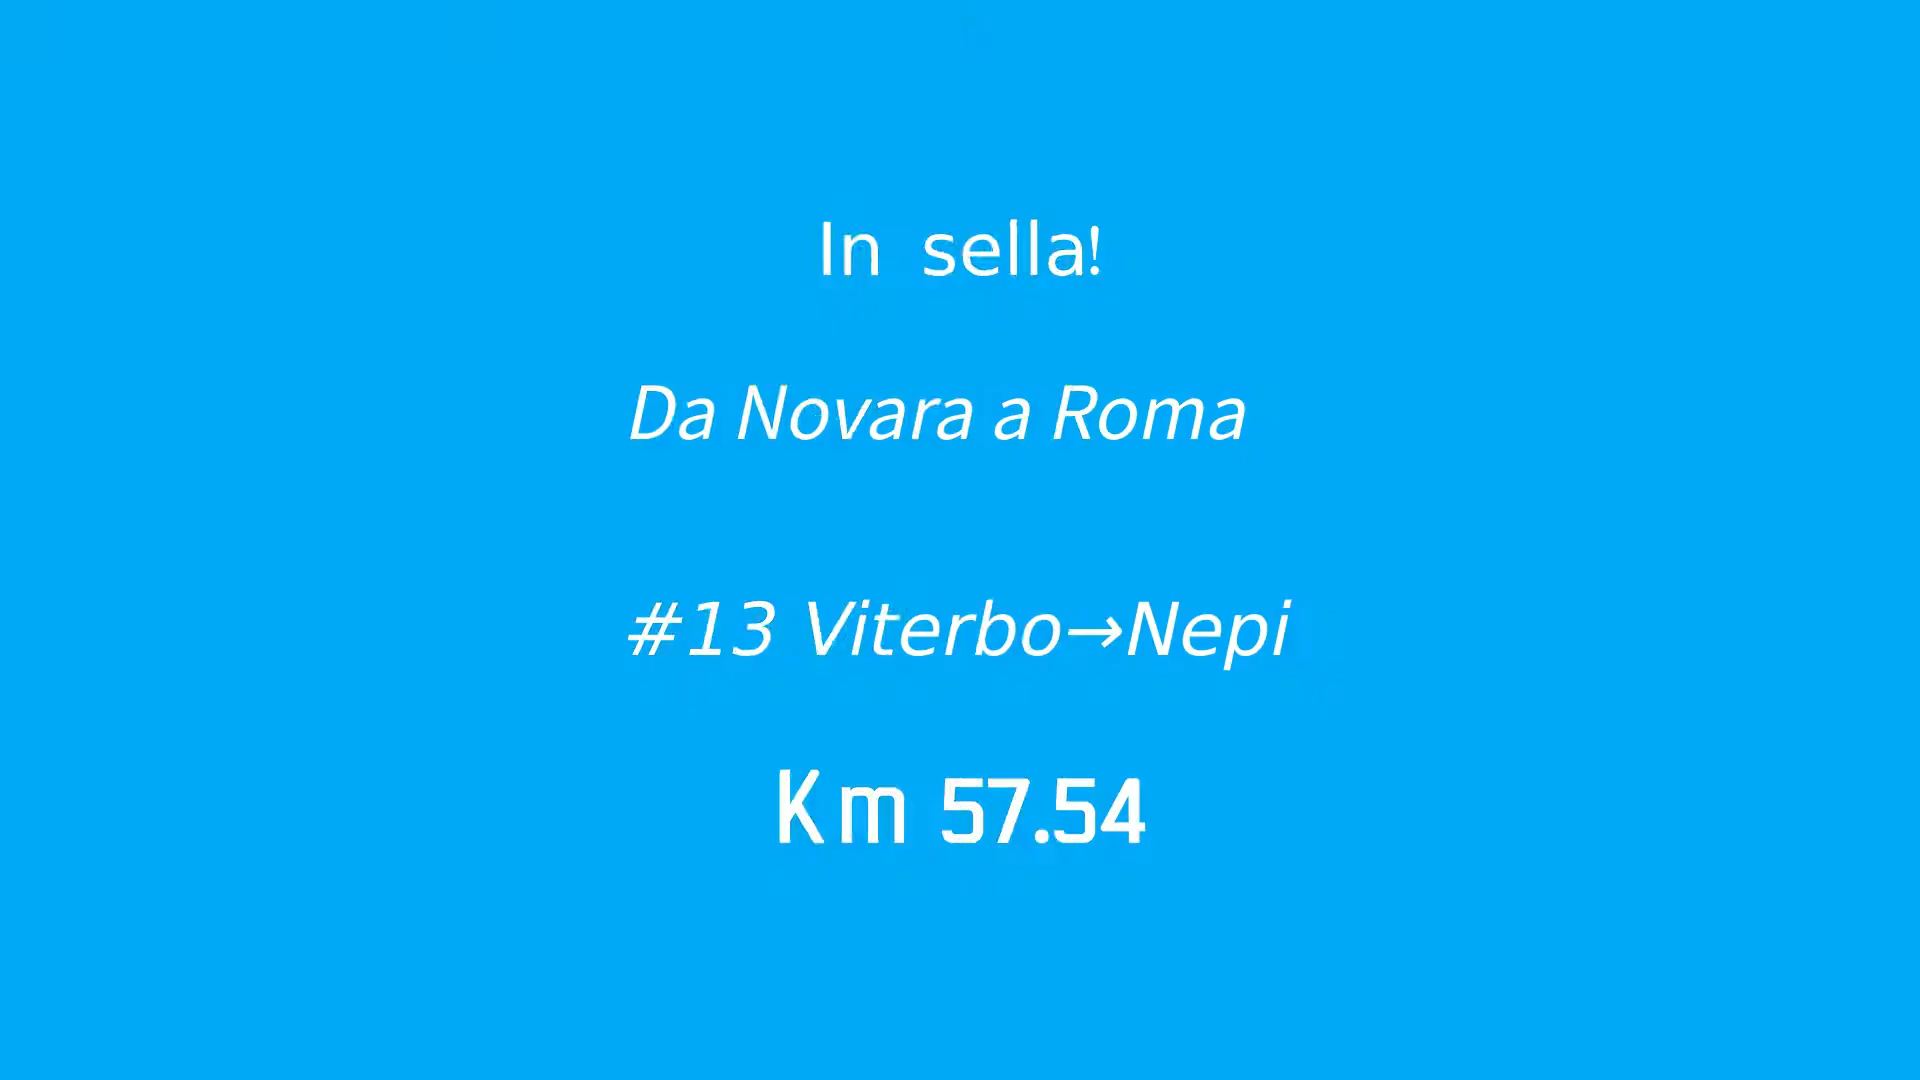 In sella!
Da Novara a Roma
#13 Viterbo→Nepi
Km 57.54